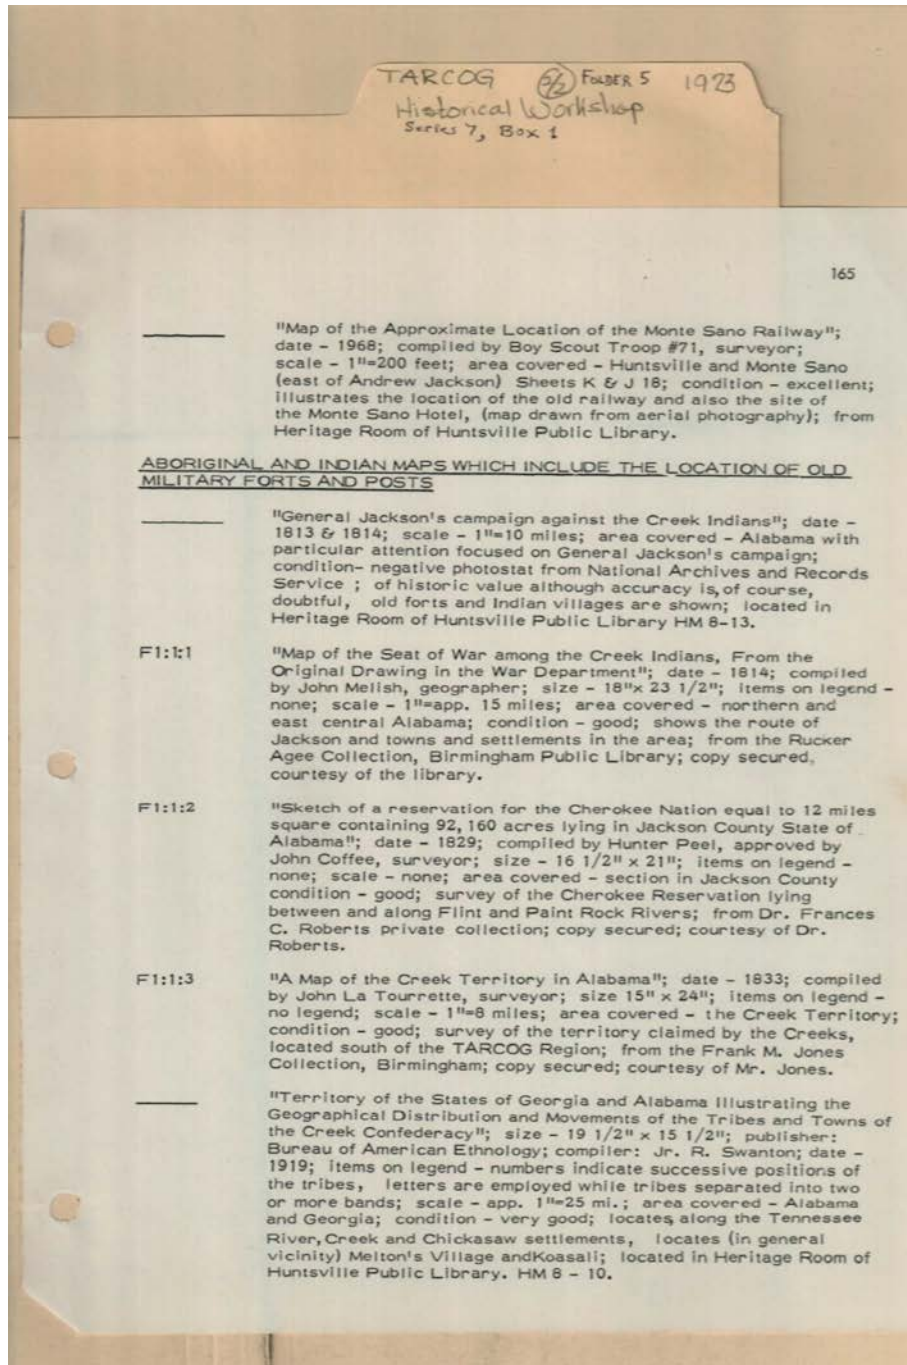 TARCOG 5/2 FOLDER 5 1973
Historical Workshop
Series 7, Box 1
165
"Map of the Approximate Location of the Monte Sano Railway";
date - 1968; compiled by Boy Scout Troop #71, surveyor;
scale - 1"=200 feet; area covered - Huntsville and Monte Sano
(east of Andrew Jackson) Sheets K & J 18; condition - excellent;
illustrates the location of the old railway and also the site of
the Monte Sano Hotel, (map drawn from aerial photography); from
Heritage Room of Huntsville Public Library.
ABORIGINAL AND INDIAN MAPS WHICH INCLUDE THE LOCATION OF OLD
MILITARY FORTS AND POSTS
"General Jackson's campaign against the Creek Indians"; date -
1813 & 1814; scale - 1"=10 miles; area covered - Alabama with
particular attention focused on General Jackson's campaign;
condition- negative photostat from National Archives and Records
Service ; of historic value although accuracy is, of course,
doubtful, old forts and Indian villages are shown; located in
Heritage Room of Huntsville Public Library HM 8-13.
F1:1:1 "Map of the Seat of War among the Creek Indians, From the
Original Drawing in the War Department"; date - 1814; compiled
by John Melish, geographer; size - 18"x 23 1/2"; items on legend -
none; scale - 1"=app. 15 miles; area covered - northern and
east central Alabama; condition - good; shows the route of
Jackson and towns and settlements in the area; from the Rucker
Agee Collection, Birmingham Public Library; copy secured,
courtesy of the library.
F1:1:2 "Sketch of a reservation for the Cherokee Nation equal to 12 miles
square containing 92,160 acres lying in Jackson County State of
Alabama"; date - 1829; compiled by Hunter Peel, approved by
John Coffee, surveyor; size - 16 1/2" x 21"; items on legend -
none; scale - none; area covered - section in Jackson County
condition - good; survey of the Cherokee Reservation lying
between and along Flint and Paint Rock Rivers; from Dr. Frances
C. Roberts private collection; copy secured; courtesy of Dr.
Roberts.
F1:1:3 "A Map of the Creek Territory in Alabama"; date - 1833; compiled
by John La Tourrette, surveyor; size 15" x 24"; items on legend -
no legend; scale - 1"=8 miles; area covered - the Creek Territory;
condition - good; survey of the territory claimed by the Creeks,
located south of the TARCOG Region; from the Frank M. Jones
Collection, Birmingham; copy secured; courtesy of Mr. Jones.
"Territory of the States of Georgia and Alabama Illustrating the
Geographical Distribution and Movements of the Tribes and Towns of
the Creek Confederacy"; size - 19 1/2" x 15 1/2"; publisher:
Bureau of American Ethnology; compiler: Jr. R. Swanton; date -
1919; items on legend - numbers indicate successive positions of
the tribes, letters are employed while tribes separated into two
or more bands; scale - app. 1"=25 mi.; area covered - Alabama
and Georgia; condition - very good; locates, along the Tennessee
River, Creek and Chickasaw settlements, locates (in general
vicinity) Melton's Village andKoasali; located in Heritage Room of
Huntsville Public Library. HM 8 - 10.